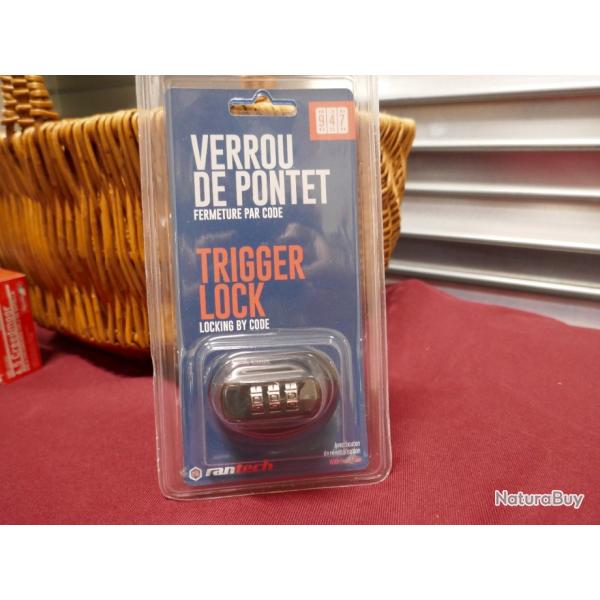 947
VERROU
DE PONTET
FERMETURE PAR CODE
TRIGGER
LOCK
LOCKING BY CODE
rantech
NaturaBuy